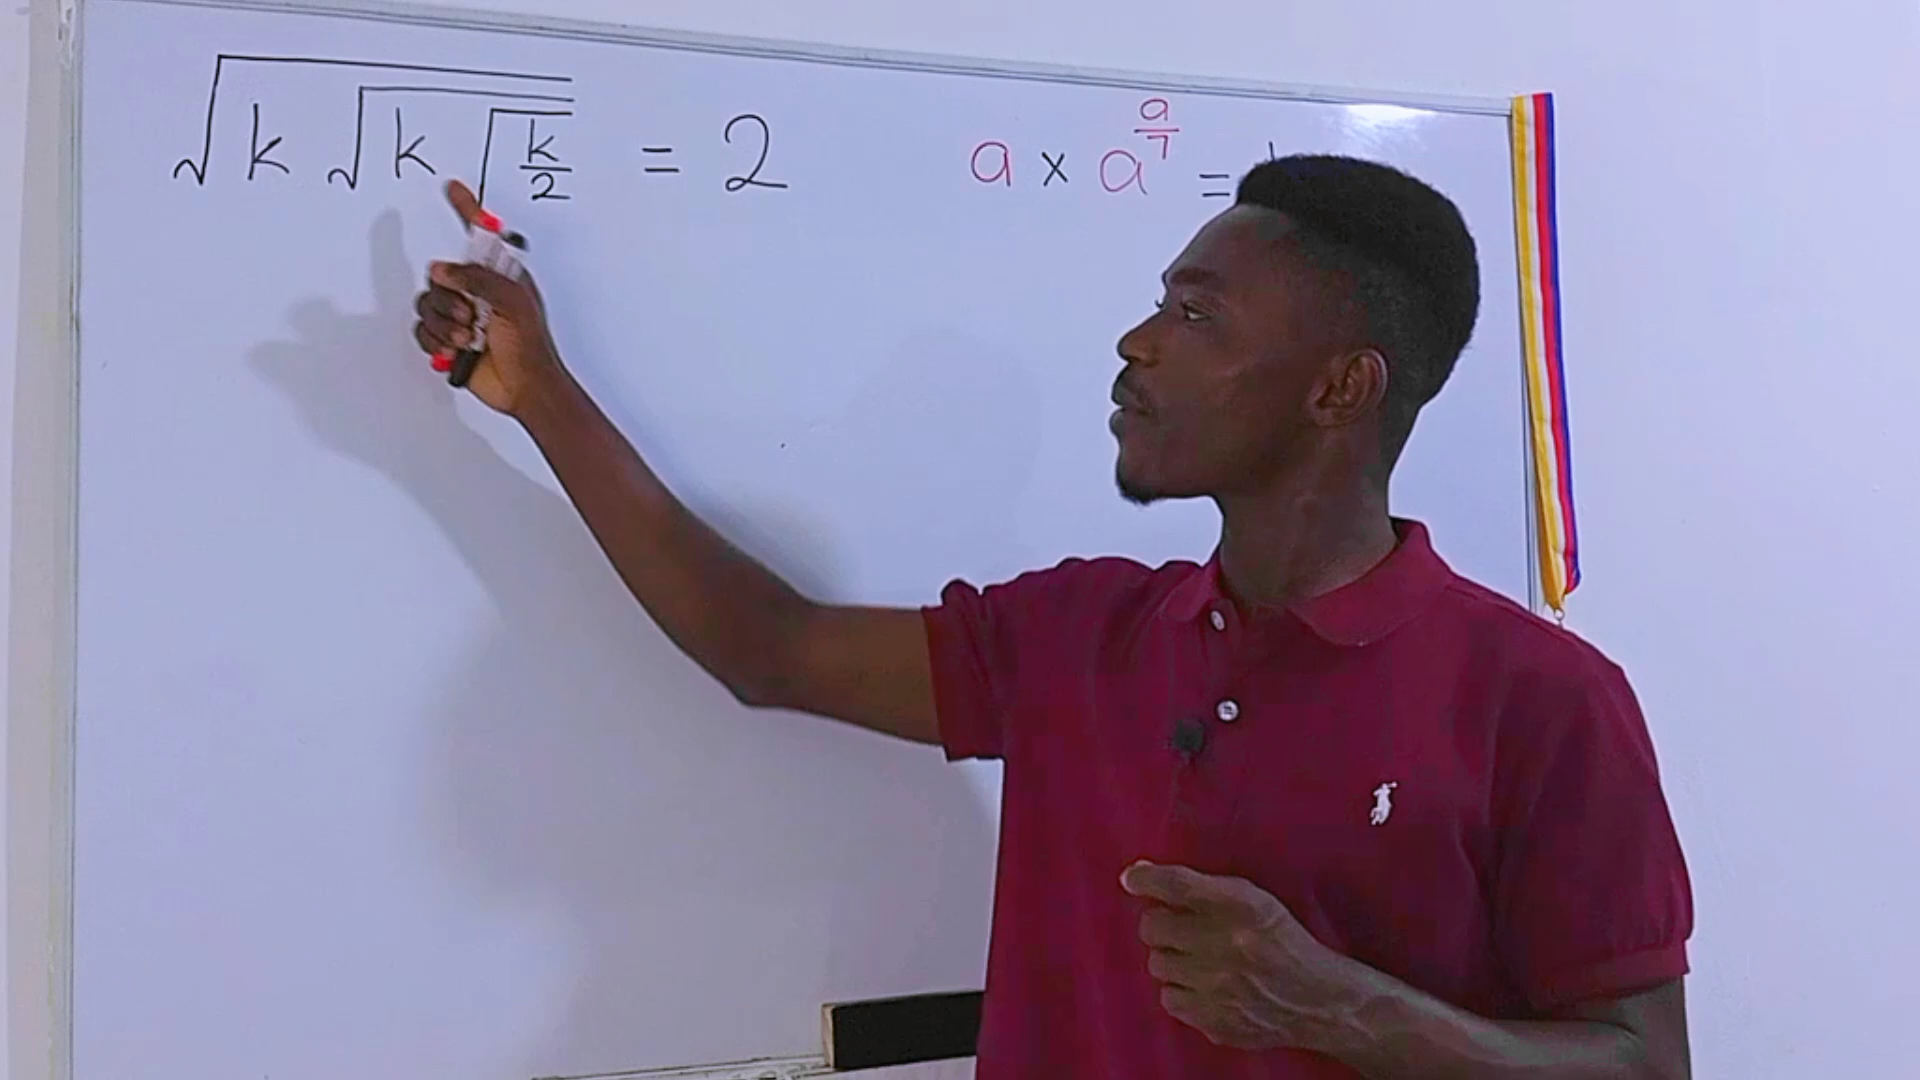 √(k √(k √(k/2))) = 2
a × a^(a/7) =